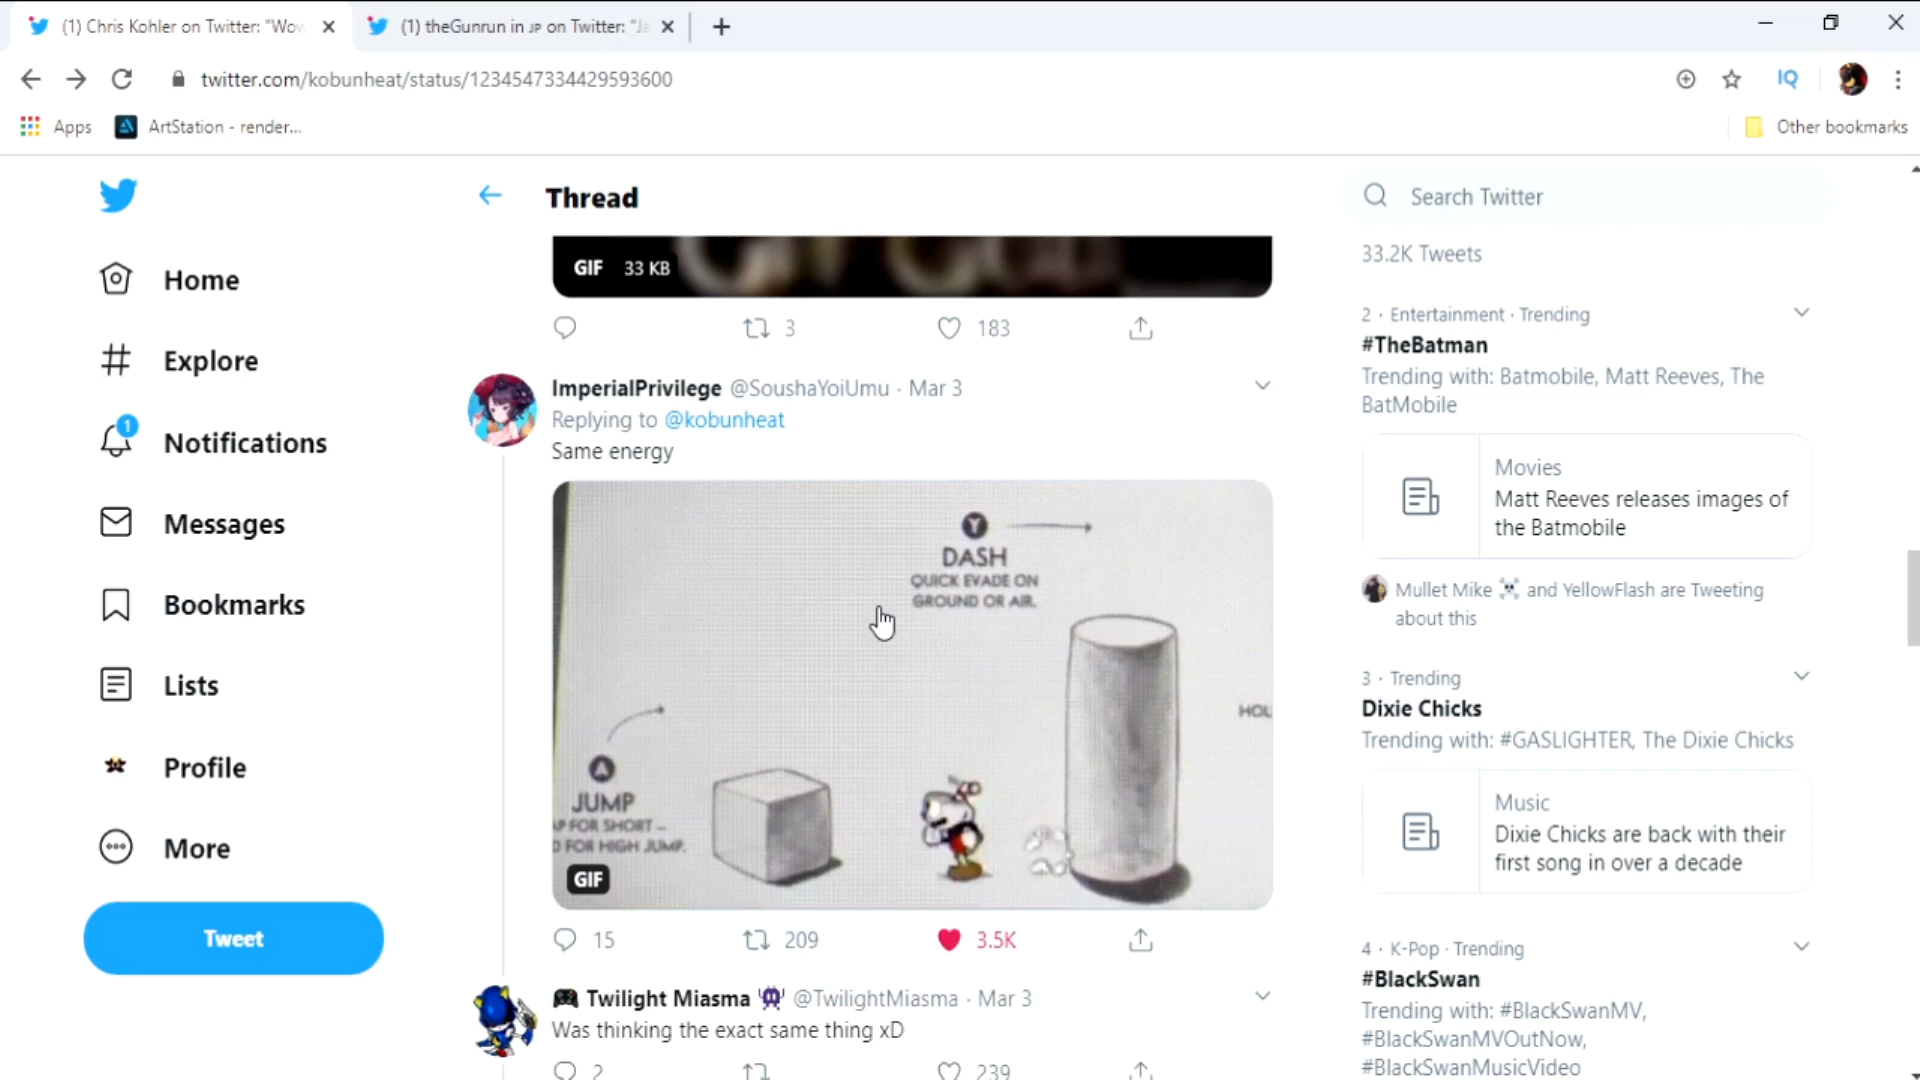 (1) Chris Kohler on Twitter: "Wow
(1) theGunrun in JP on Twitter: "Ja
twitter.com/kobunheat/status/1234547334429593600
IQ
Apps
ArtStation - render...
Other bookmarks
Thread
Search Twitter
Home
Explore
1
Notifications
Messages
Bookmarks
Lists
Profile
More
Tweet
GIF 33 KB
3 183
ImperialPrivilege @SoushaYoiUmu · Mar 3
Replying to @kobunheat
Same energy
Y
DASH
QUICK EVADE ON
GROUND OR AIR.
HOL
A
JUMP
AP FOR SHORT –
D FOR HIGH JUMP.
GIF
15 209 3.5K
Twilight Miasma @TwilightMiasma · Mar 3
Was thinking the exact same thing xD
2 239
33.2K Tweets
2 · Entertainment · Trending
#TheBatman
Trending with: Batmobile, Matt Reeves, The
BatMobile
Movies
Matt Reeves releases images of
the Batmobile
Mullet Mike and YellowFlash are Tweeting
about this
3 · Trending
Dixie Chicks
Trending with: #GASLIGHTER, The Dixie Chicks
Music
Dixie Chicks are back with their
first song in over a decade
4 · K-Pop · Trending
#BlackSwan
Trending with: #BlackSwanMV,
#BlackSwanMVOutNow,
#BlackSwanMusicVideo